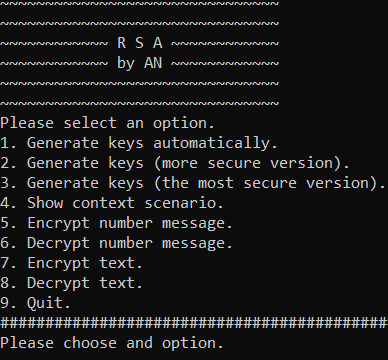 ~~~~~~~~~~~~~~~~~~~~~~~~~~~~~~~
~~~~~~~~~~~~~~~~~~~~~~~~~~~~~~~
~~~~~~~~~~~~ R S A ~~~~~~~~~~~~
~~~~~~~~~~~~ by AN ~~~~~~~~~~~~
~~~~~~~~~~~~~~~~~~~~~~~~~~~~~~~
~~~~~~~~~~~~~~~~~~~~~~~~~~~~~~~
Please select an option.
1. Generate keys automatically.
2. Generate keys (more secure version).
3. Generate keys (the most secure version).
4. Show context scenario.
5. Encrypt number message.
6. Decrypt number message.
7. Encrypt text.
8. Decrypt text.
9. Quit.
###########################################
Please choose and option.